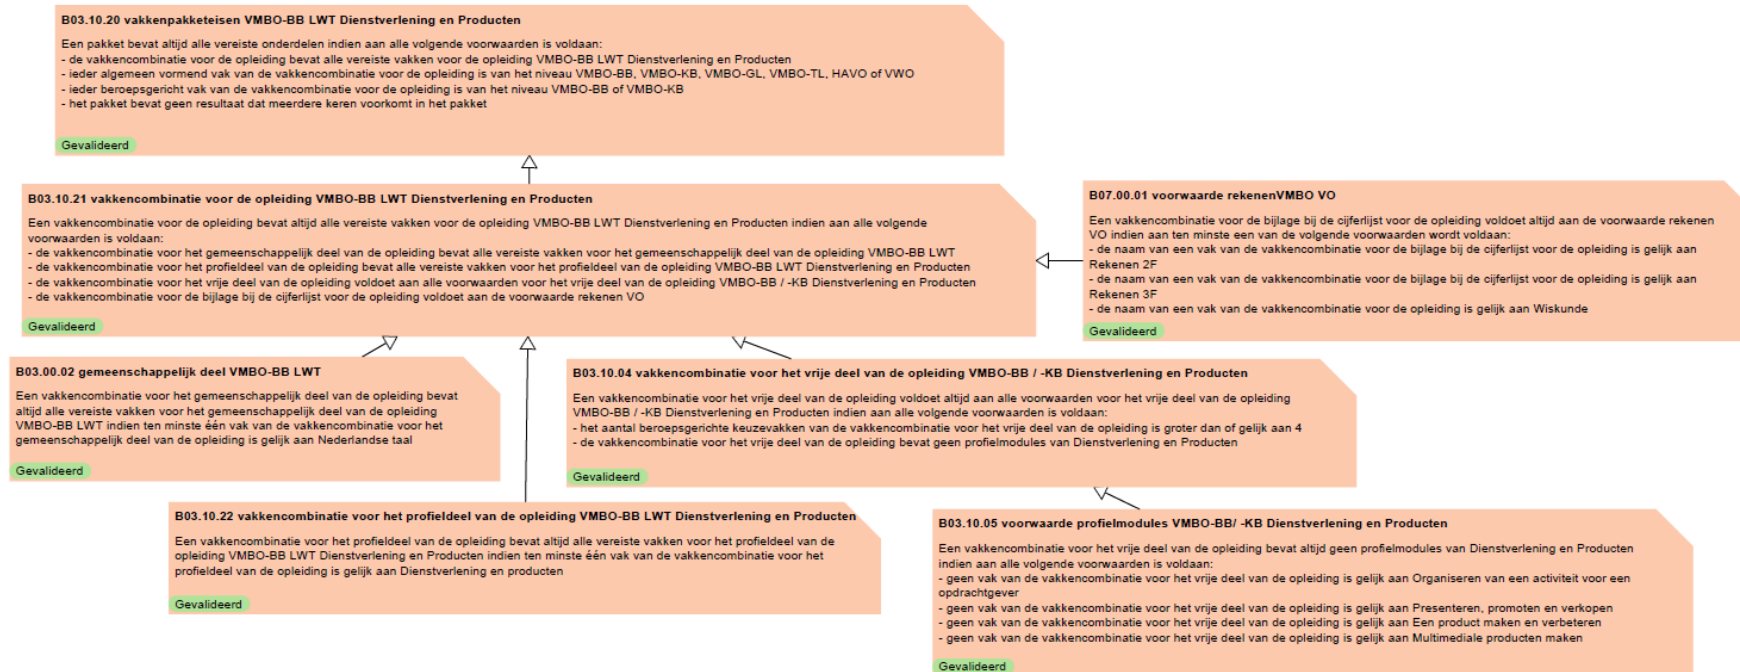 B03.10.20 vakkenpakketeisen VMBO-BB LWT Dienstverlening en Producten
Een pakket bevat altijd alle vereiste onderdelen indien aan alle volgende voorwaarden is voldaan:
- de vakkencombinatie voor de opleiding bevat alle vereiste vakken voor de opleiding VMBO-BB LWT Dienstverlening en Producten
- ieder algemeen vormend vak van de vakkencombinatie voor de opleiding is van het niveau VMBO-BB, VMBO-KB, VMBO-GL, VMBO-TL, HAVO of VWO
- ieder beroepsgericht vak van de vakkencombinatie voor de opleiding is van het niveau VMBO-BB of VMBO-KB
- het pakket bevat geen resultaat dat meerdere keren voorkomt in het pakket
Gevalideerd
B03.10.21 vakkencombinatie voor de opleiding VMBO-BB LWT Dienstverlening en Producten
Een vakkencombinatie voor de opleiding bevat altijd alle vereiste vakken voor de opleiding VMBO-BB LWT Dienstverlening en Producten indien aan alle volgende
voorwaarden is voldaan:
- de vakkencombinatie voor het gemeenschappelijk deel van de opleiding bevat alle vereiste vakken voor het gemeenschappelijk deel van de opleiding VMBO-BB LWT
- de vakkencombinatie voor het profieldeel van de opleiding bevat alle vereiste vakken voor het profieldeel van de opleiding VMBO-BB LWT Dienstverlening en Producten
- de vakkencombinatie voor het vrije deel van de opleiding voldoet aan alle voorwaarden voor het vrije deel van de opleiding VMBO-BB / -KB Dienstverlening en Producten
- de vakkencombinatie voor de bijlage bij de cijferlijst voor de opleiding voldoet aan de voorwaarde rekenen VO
Gevalideerd
B07.00.01 voorwaarde rekenenVMBO VO
Een vakkencombinatie voor de bijlage bij de cijferlijst voor de opleiding voldoet altijd aan de voorwaarde rekenen
VO indien aan ten minste een van de volgende voorwaarden wordt voldaan:
- de naam van een vak van de vakkencombinatie voor de bijlage bij de cijferlijst voor de opleiding is gelijk aan
Rekenen 2F
- de naam van een vak van de vakkencombinatie voor de bijlage bij de cijferlijst voor de opleiding is gelijk aan
Rekenen 3F
- de naam van een vak van de vakkencombinatie voor de opleiding is gelijk aan Wiskunde
Gevalideerd
B03.00.02 gemeenschappelijk deel VMBO-BB LWT
Een vakkencombinatie voor het gemeenschappelijk deel van de opleiding bevat
altijd alle vereiste vakken voor het gemeenschappelijk deel van de opleiding
VMBO-BB LWT indien ten minste één vak van de vakkencombinatie voor het
gemeenschappelijk deel van de opleiding is gelijk aan Nederlandse taal
Gevalideerd
B03.10.04 vakkencombinatie voor het vrije deel van de opleiding VMBO-BB / -KB Dienstverlening en Producten
Een vakkencombinatie voor het vrije deel van de opleiding voldoet altijd aan alle voorwaarden voor het vrije deel van de opleiding
VMBO-BB / -KB Dienstverlening en Producten indien aan alle volgende voorwaarden is voldaan:
- het aantal beroepsgerichte keuzevakken van de vakkencombinatie voor het vrije deel van de opleiding is groter dan of gelijk aan 4
- de vakkencombinatie voor het vrije deel van de opleiding bevat geen profielmodules van Dienstverlening en Producten
Gevalideerd
B03.10.22 vakkencombinatie voor het profieldeel van de opleiding VMBO-BB LWT Dienstverlening en Producten
Een vakkencombinatie voor het profieldeel van de opleiding bevat altijd alle vereiste vakken voor het profieldeel van de
opleiding VMBO-BB LWT Dienstverlening en Producten indien ten minste één vak van de vakkencombinatie voor het
profieldeel van de opleiding is gelijk aan Dienstverlening en producten
Gevalideerd
B03.10.05 voorwaarde profielmodules VMBO-BB/ -KB Dienstverlening en Producten
Een vakkencombinatie voor het vrije deel van de opleiding bevat altijd geen profielmodules van Dienstverlening en Producten
indien aan alle volgende voorwaarden is voldaan:
- geen vak van de vakkencombinatie voor het vrije deel van de opleiding is gelijk aan Organiseren van een activiteit voor een
opdrachtgever
- geen vak van de vakkencombinatie voor het vrije deel van de opleiding is gelijk aan Presenteren, promoten en verkopen
- geen vak van de vakkencombinatie voor het vrije deel van de opleiding is gelijk aan Een product maken en verbeteren
- geen vak van de vakkencombinatie voor het vrije deel van de opleiding is gelijk aan Multimediale producten maken
Gevalideerd